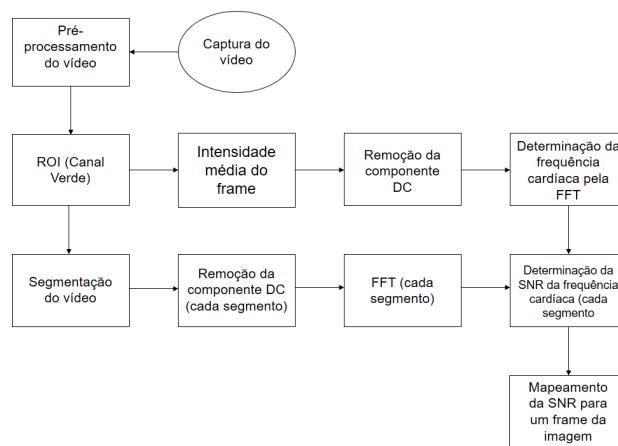 Pré-
processamento
do vídeo
Captura do
vídeo
ROI (Canal
Verde)
Intensidade
média do
frame
Remoção da
componente
DC
Determinação da
frequência
cardíaca pela
FFT
Segmentação
do vídeo
Remoção da
componente DC
(cada segmento)
FFT (cada
segmento)
Determinação da
SNR da frequência
cardíaca (cada
segmento
Mapeamento
da SNR para
um frame da
imagem